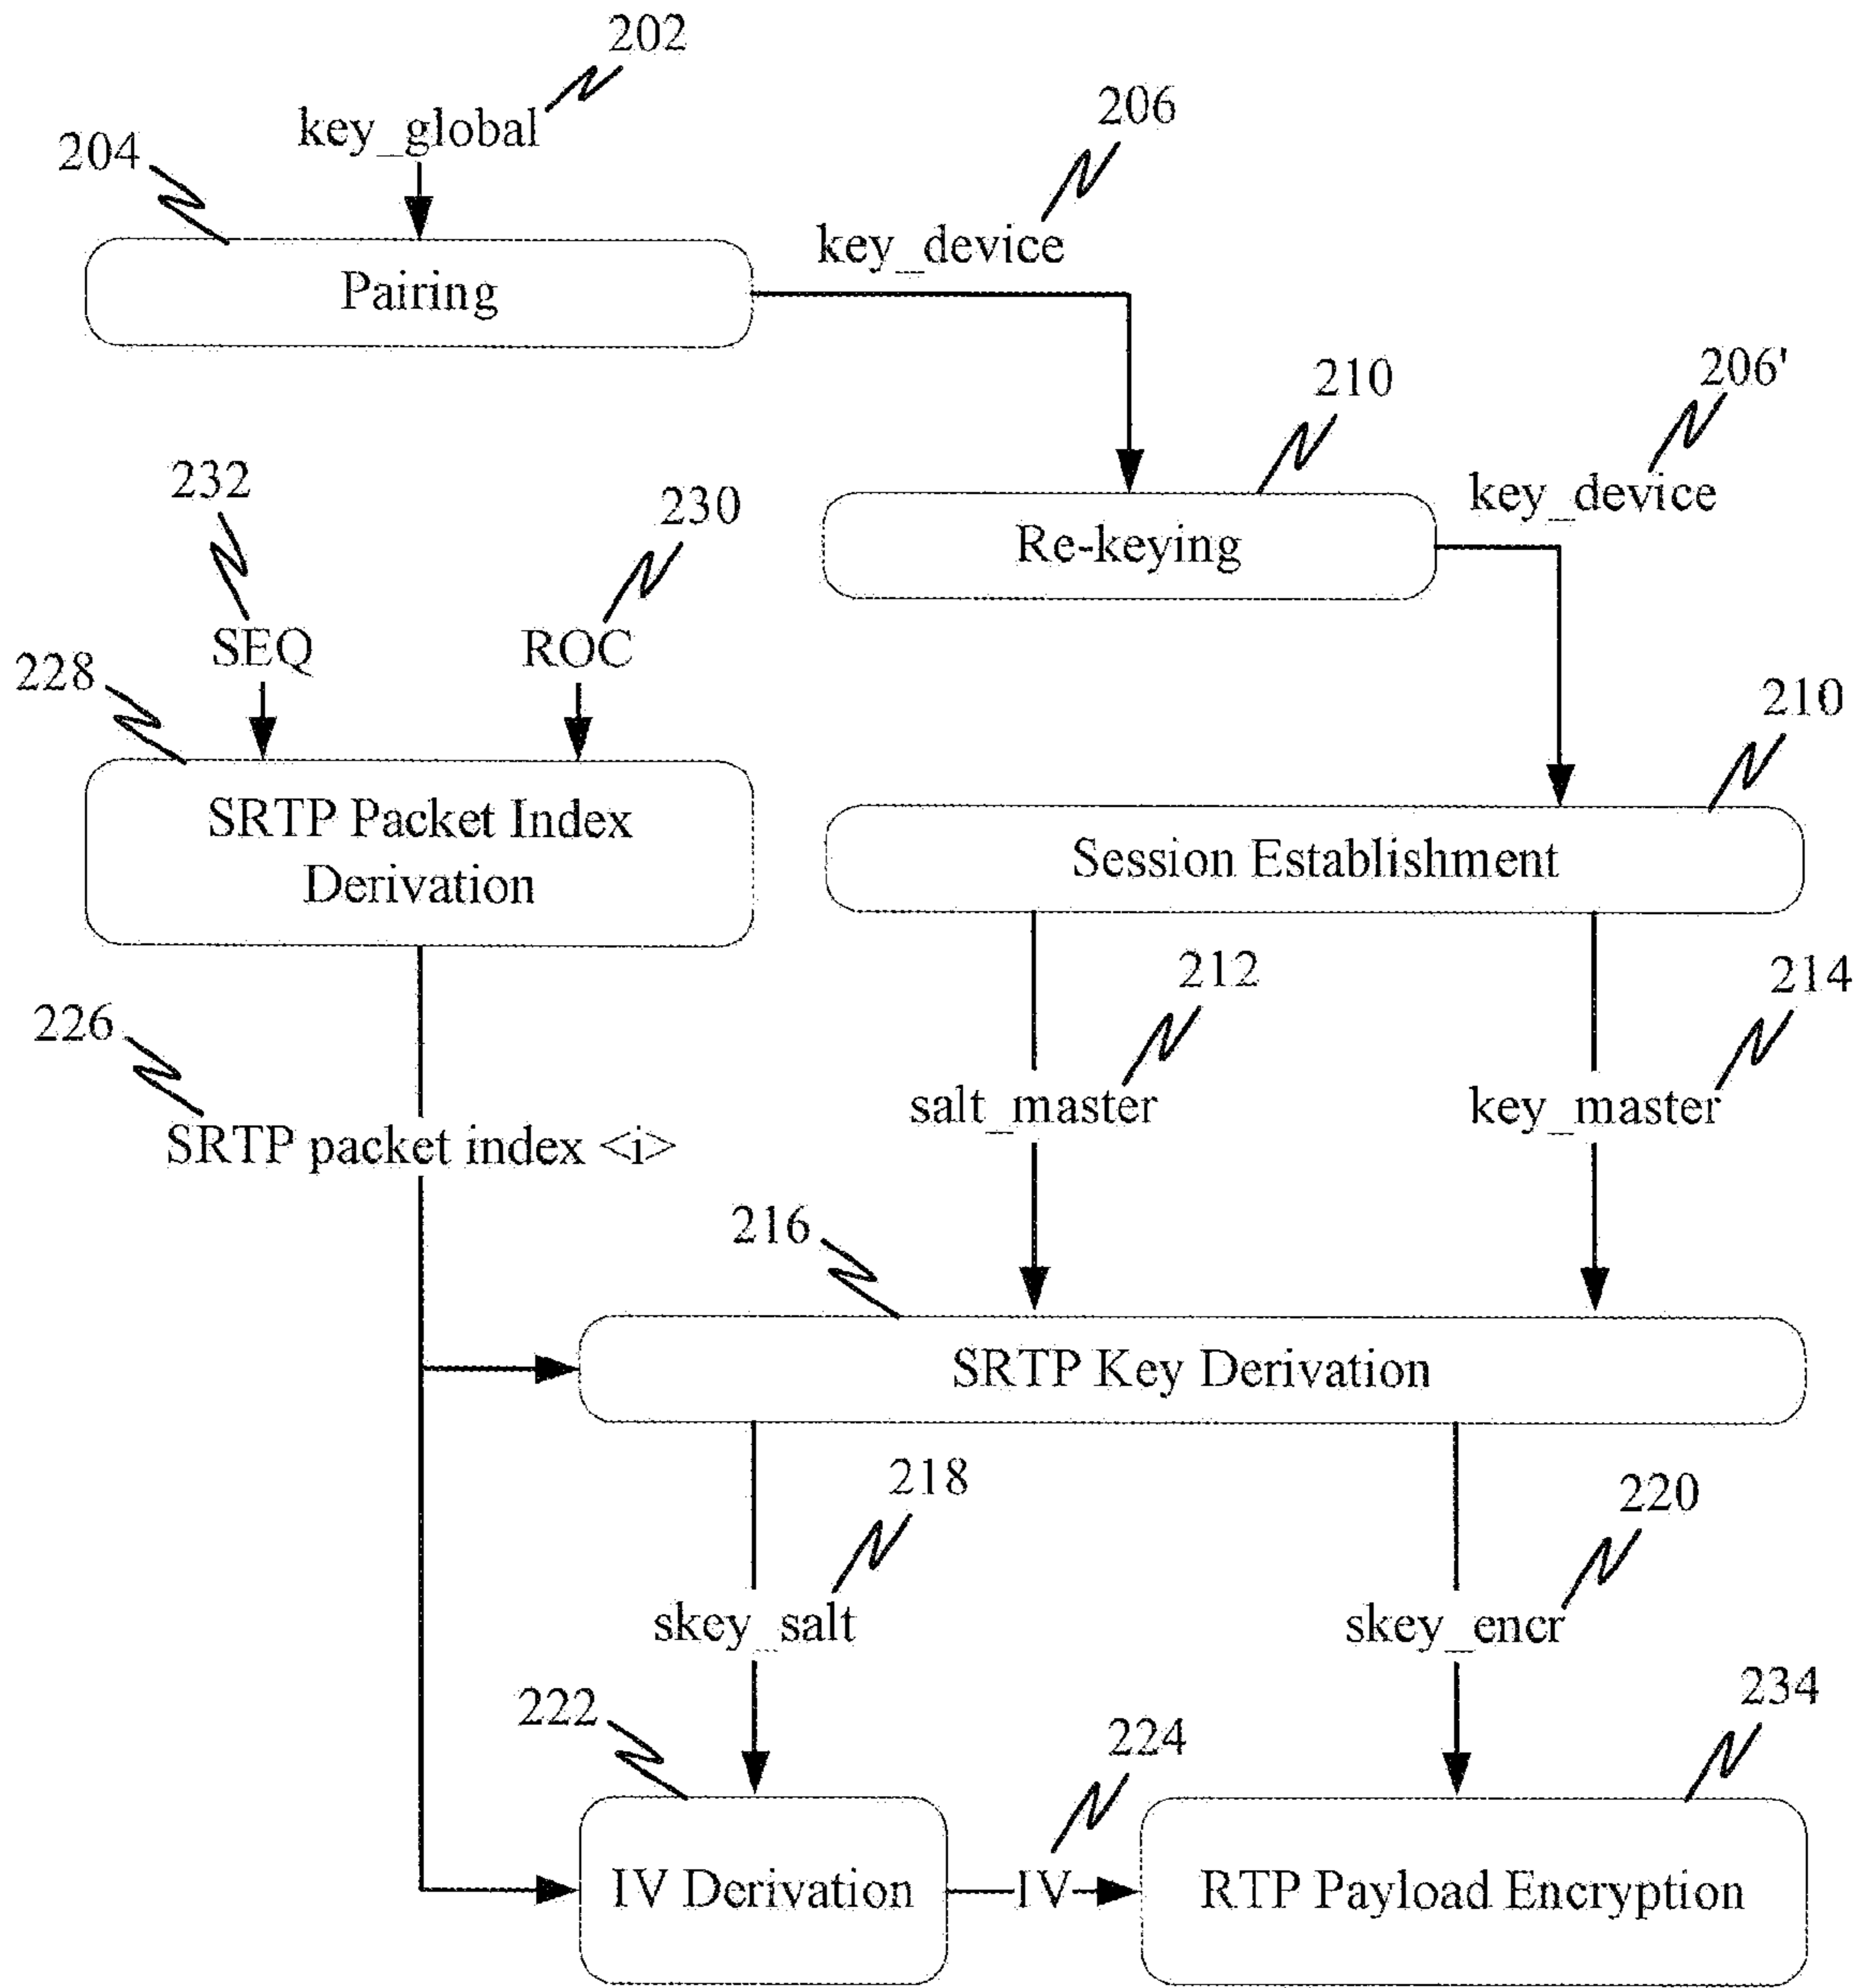 202
key_global
204
206
key_device
Pairing
210
206'
key_device
Re-keying
232
230
SEQ
ROC
228
210
SRTP Packet Index
Derivation
Session Establishment
212
214
226
salt_master
key_master
SRTP packet index <i>
216
SRTP Key Derivation
218
220
skey_salt
skey_encr
222
224
234
IV Derivation
IV
RTP Payload Encryption